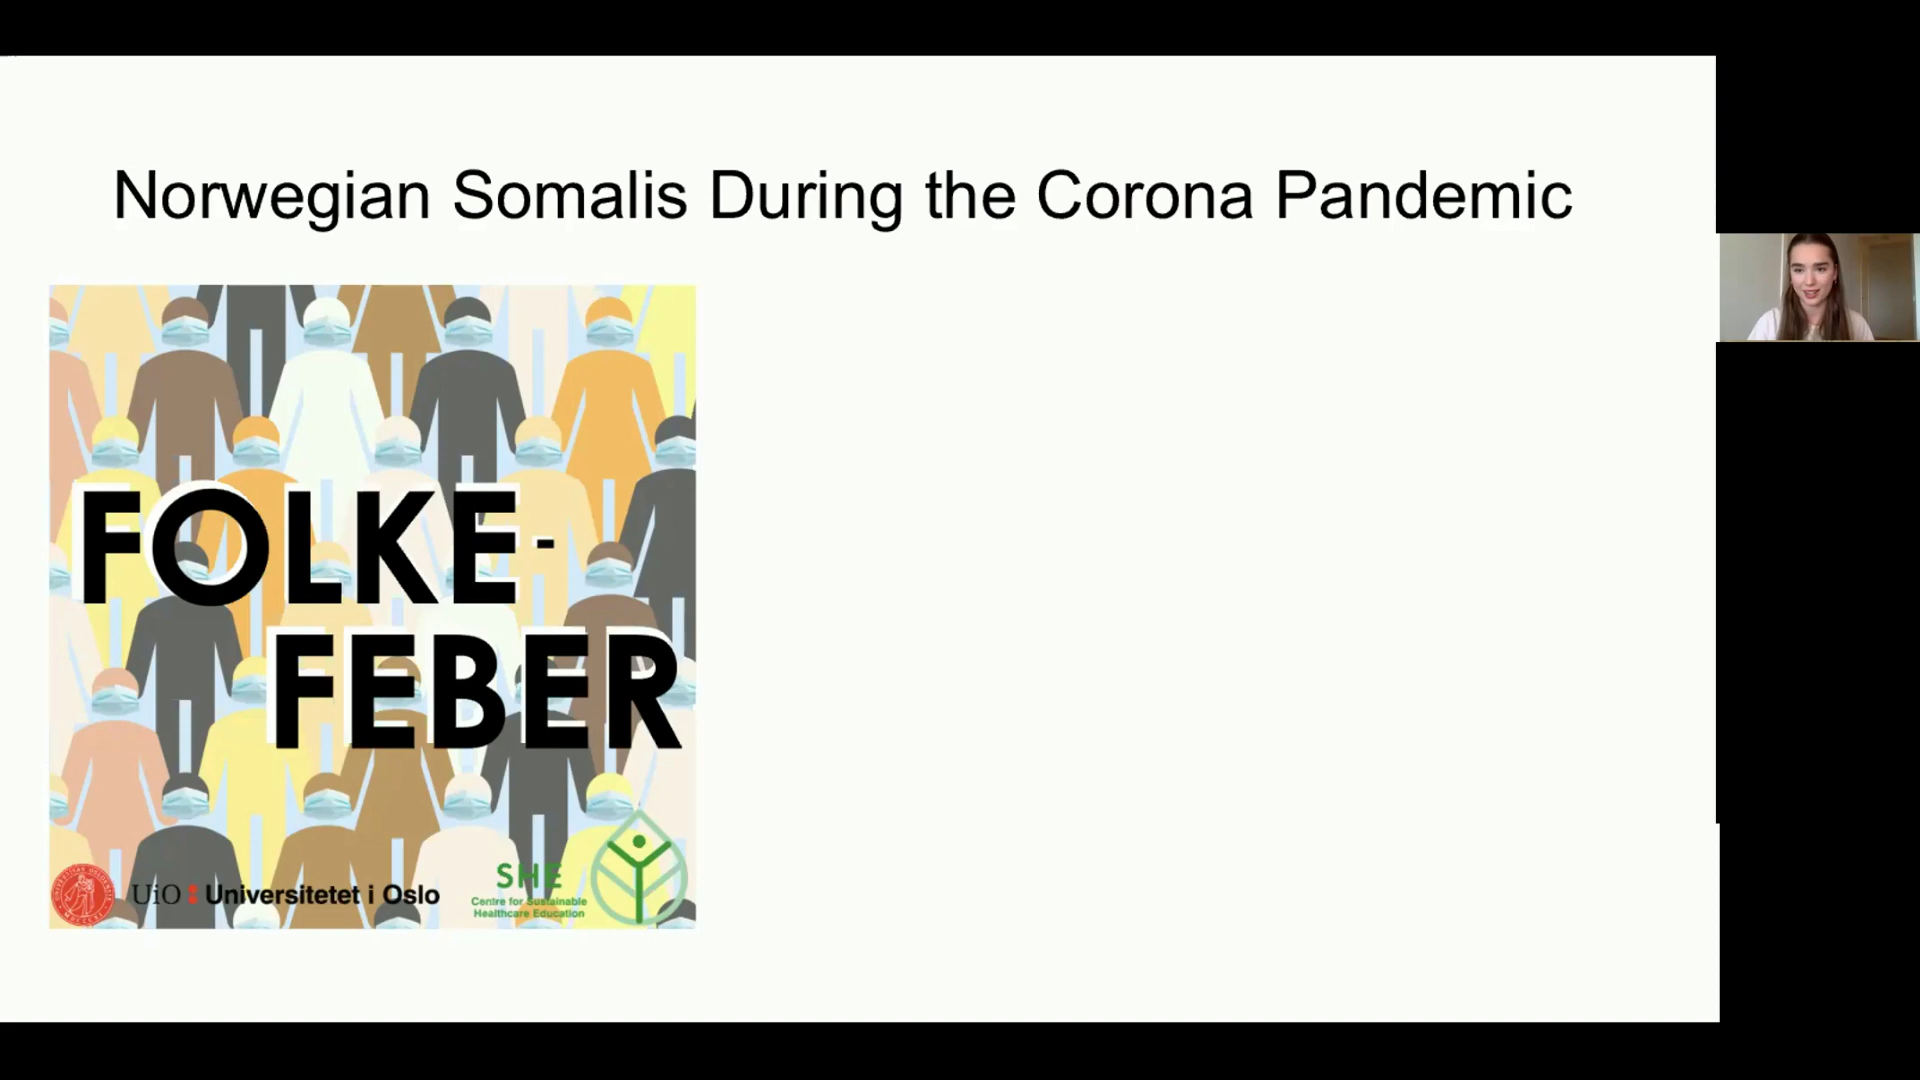 Norwegian Somalis During the Corona Pandemic
FOLKE-
FEBER
UiO : Universitetet i Oslo
SHE
Centre for Sustainable
Healthcare Education